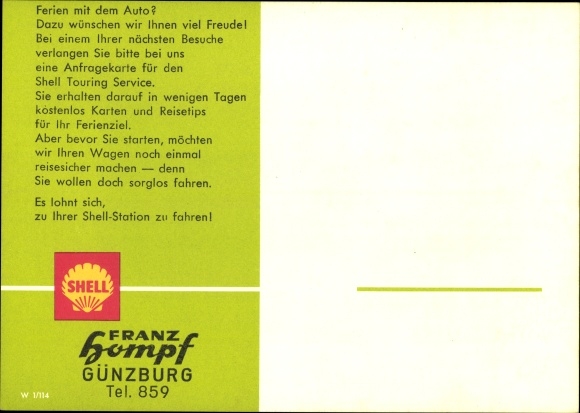 Ferien mit dem Auto?
Dazu wünschen wir Ihnen viel Freude!
Bei einem Ihrer nächsten Besuche
verlangen Sie bitte bei uns
eine Anfragekarte für den
Shell Touring Service.
Sie erhalten darauf in wenigen Tagen
kostenlos Karten und Reisetips
für Ihr Ferienziel.
Aber bevor Sie starten, möchten
wir Ihren Wagen noch einmal
reisesicher machen — denn
Sie wollen doch sorglos fahren.
Es lohnt sich,
zu Ihrer Shell-Station zu fahren!
SHELL
FRANZ
Hompf
GÜNZBURG
Tel. 859
W 1/114